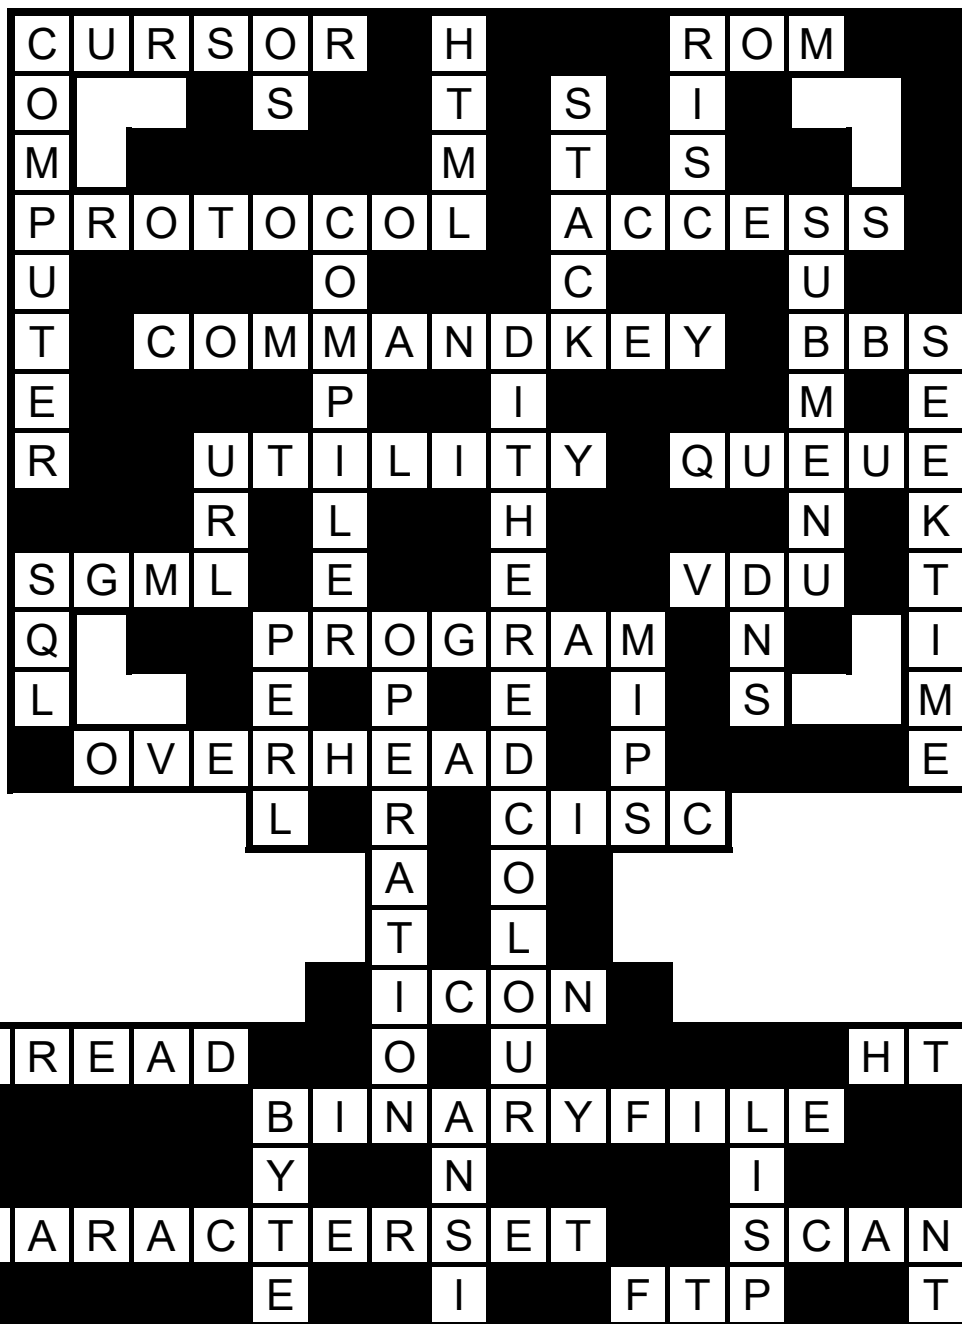 CURSOR H ROM
O S T S I
M M T S
PROTOCOL ACCESS
U O C U
T COMMANDKEY BBS
E P I M E
R UTILITY QUEUE
R L H N K
SGML E E VDU T
Q PROGRAM N I
L E P E I S M
OVERHEAD P E
L R CISC
A O
T L
ICON
READ O U HT
BINARYFILE
Y N I
ARACTERSET SCAN
E I FTP T